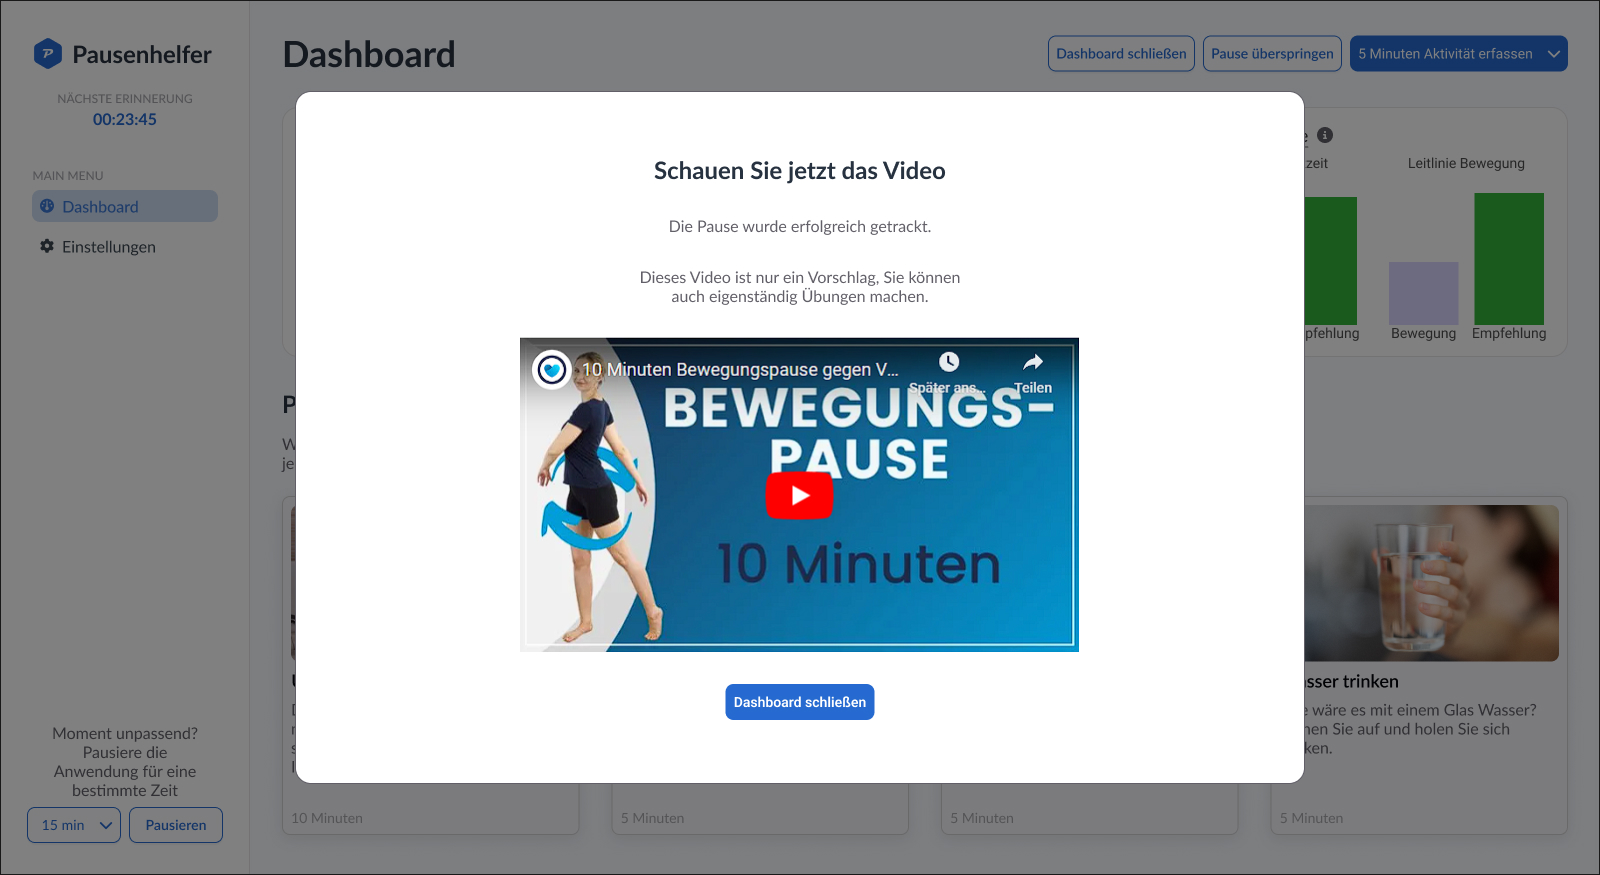 Pausenhelfer
NÄCHSTE ERINNERUNG
00:23:45
MAIN MENU
Dashboard
Einstellungen
Moment unpassend?
Pausiere die
Anwendung für eine
bestimmte Zeit
15 min
Pausieren
Dashboard
Dashboard schließen
Pause überspringen
5 Minuten Aktivität erfassen
Leitlinie Bewegung
Bewegung
Empfehlung
Schauen Sie jetzt das Video
Die Pause wurde erfolgreich getrackt.
Dieses Video ist nur ein Vorschlag, Sie können
auch eigenständig Übungen machen.
10 Minuten Bewegungspause gegen V...
Später ans...
Teilen
BEWEGUNGS-
PAUSE
10 Minuten
Dashboard schließen
sser trinken
wäre es mit einem Glas Wasser?
en Sie auf und holen Sie sich
ken.
10 Minuten
5 Minuten
5 Minuten
5 Minuten